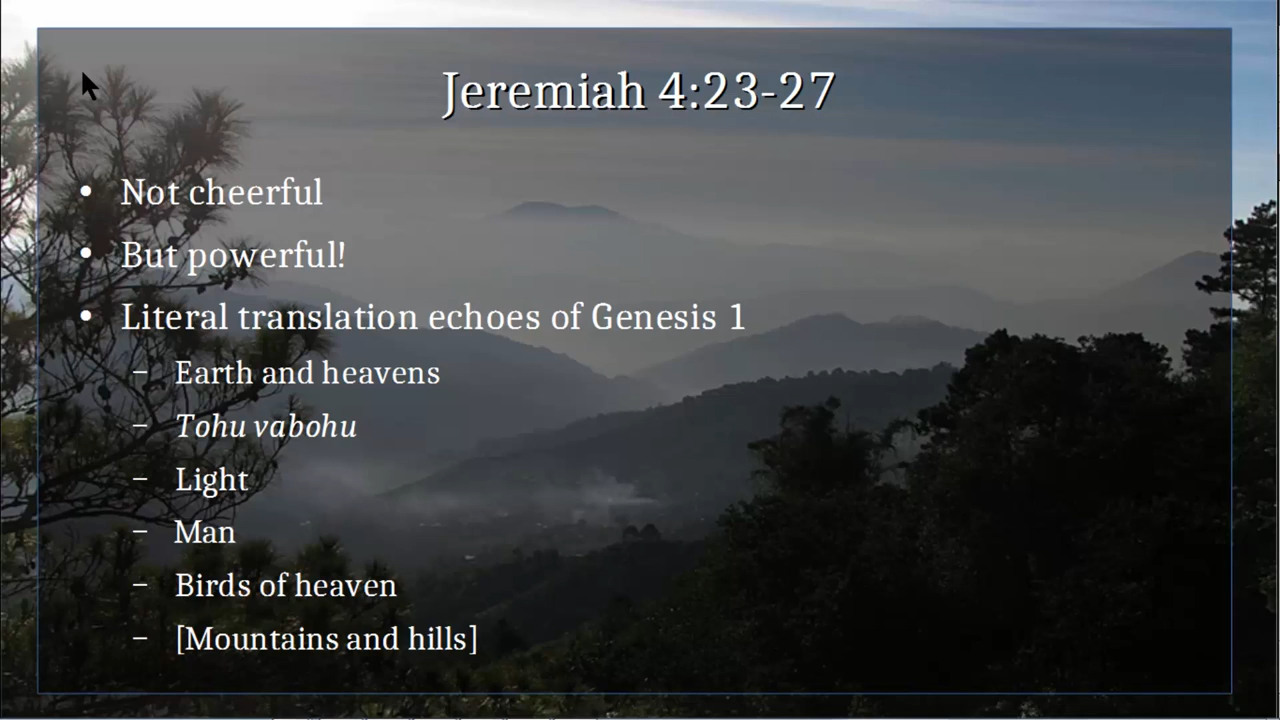 Jeremiah 4:23-27
• Not cheerful
• But powerful!
• Literal translation echoes of Genesis 1
– Earth and heavens
– Tohu vabohu
– Light
– Man
– Birds of heaven
– [Mountains and hills]